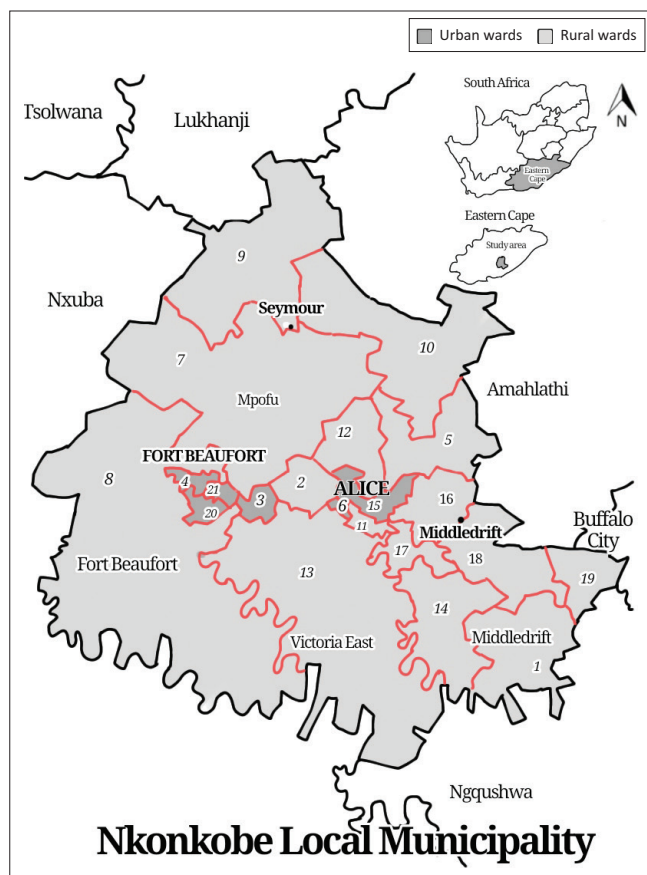 Urban wards
Rural wards
South Africa
N
Tsolwana
Lukhanji
Eastern
Cape
Eastern Cape
Study area
9
Nxuba
Seymour
10
7
Amahlathi
Mpofu
12
5
FORT BEAUFORT
8
4
21
2
ALICE
16
3
6
15
20
11
Middledrift
Buffalo
City
17
18
Fort Beaufort
13
19
14
Victoria East
Middledrift
1
Ngqushwa
Nkonkobe Local Municipality